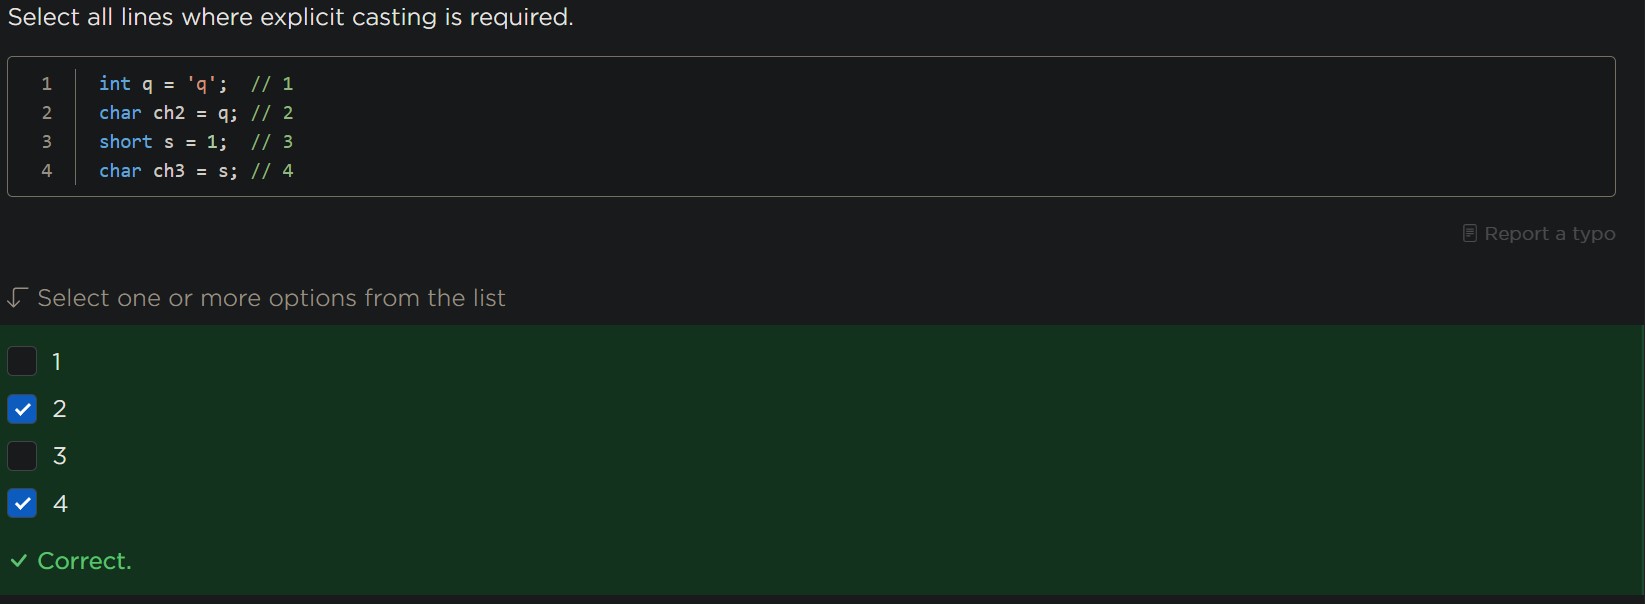 Select all lines where explicit casting is required.
1 int q = 'q'; // 1
2 char ch2 = q; // 2
3 short s = 1; // 3
4 char ch3 = s; // 4
Report a typo
Select one or more options from the list
1
2
3
4
Correct.